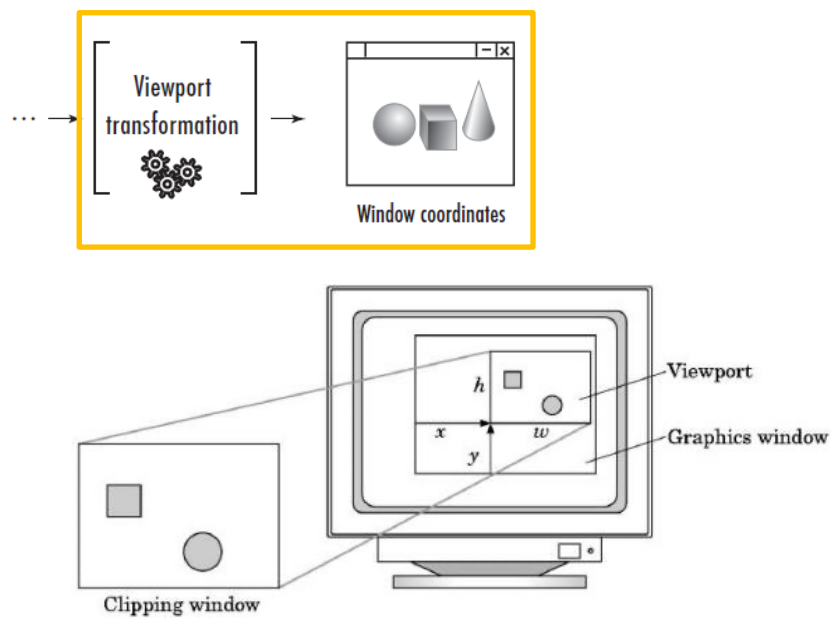 ...
Viewport
transformation
Window coordinates
h
x
w
y
Viewport
Graphics window
Clipping window